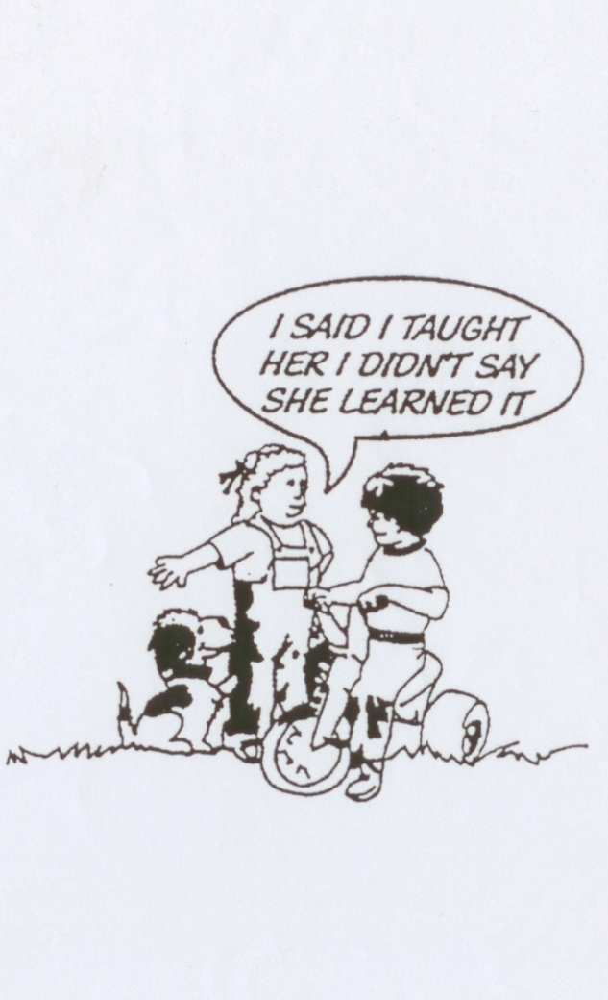 I SAID I TAUGHT
HER I DIDN'T SAY
SHE LEARNED IT